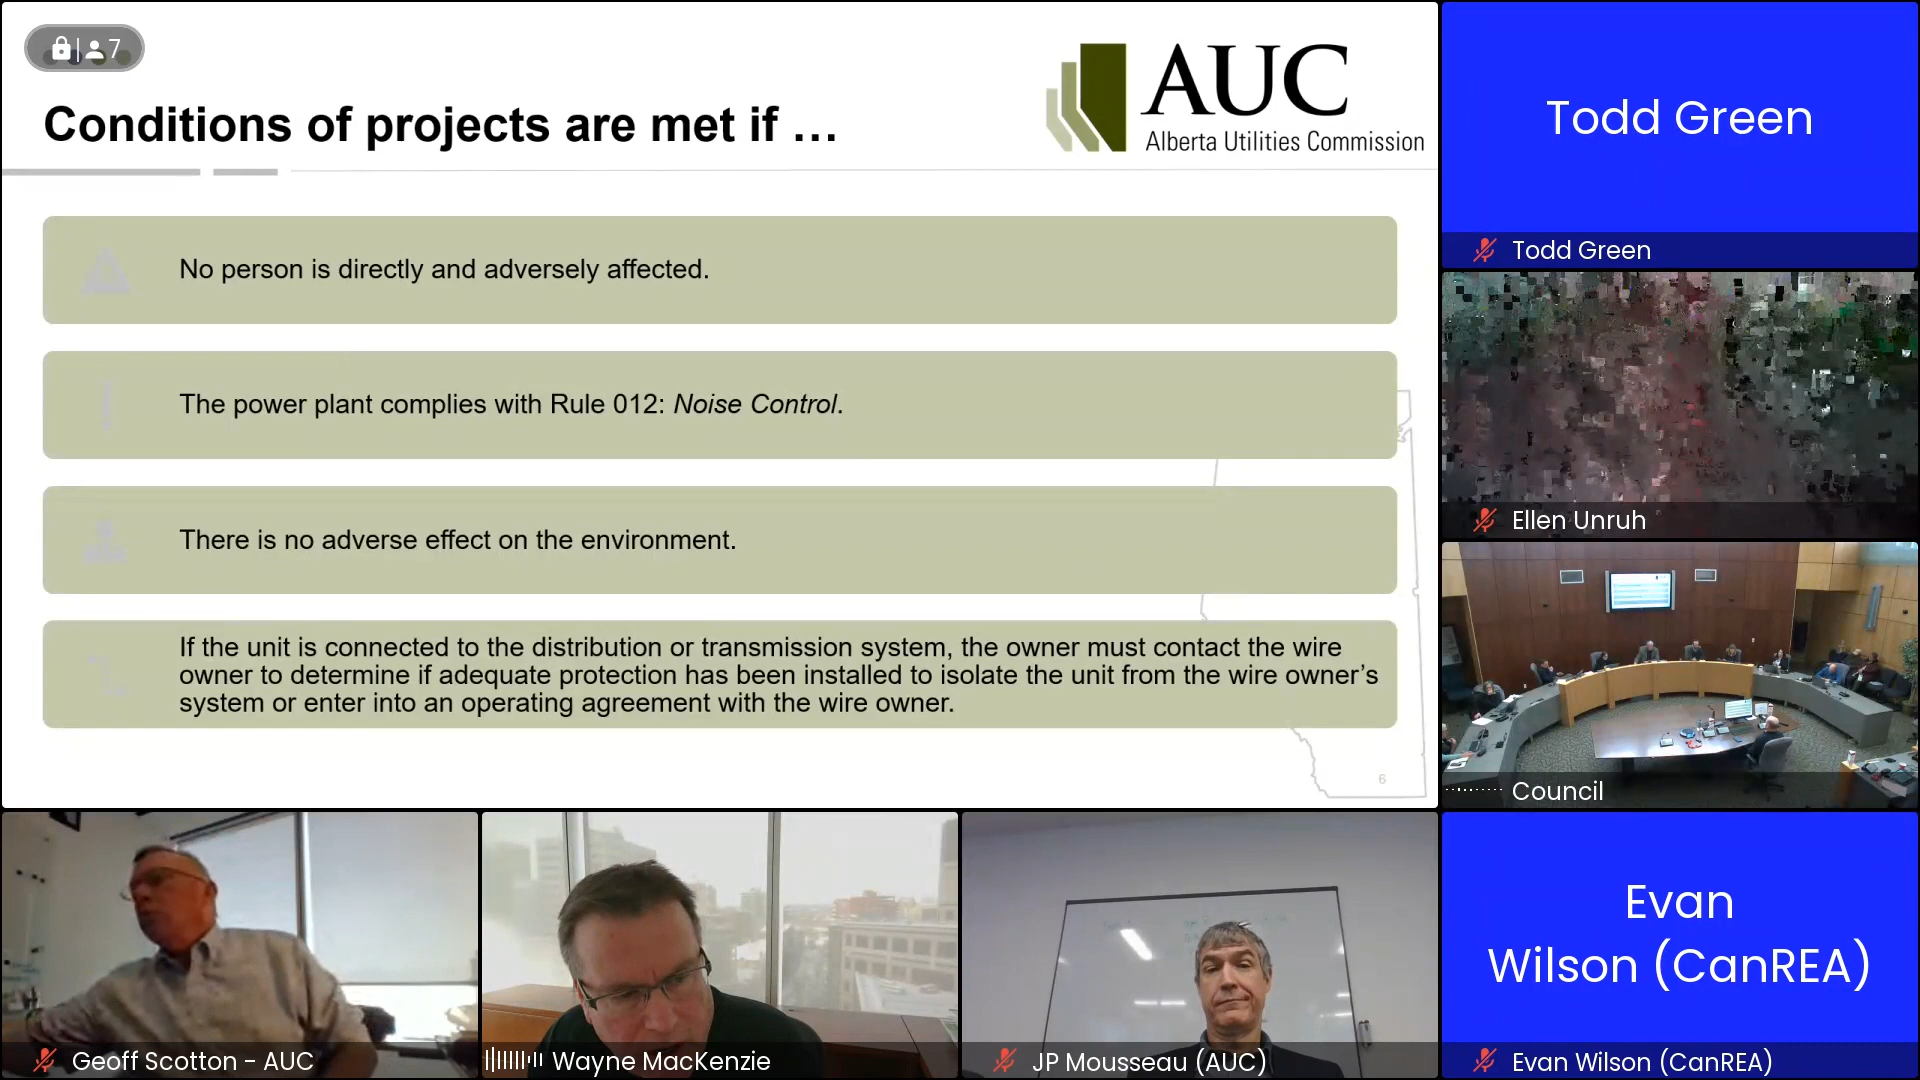 7
AUC
Alberta Utilities Commission
Conditions of projects are met if …
No person is directly and adversely affected.
The power plant complies with Rule 012: Noise Control.
There is no adverse effect on the environment.
If the unit is connected to the distribution or transmission system, the owner must contact the wire
owner to determine if adequate protection has been installed to isolate the unit from the wire owner’s
system or enter into an operating agreement with the wire owner.
6
Todd Green
Todd Green
Ellen Unruh
Council
Geoff Scotton - AUC
Wayne MacKenzie
JP Mousseau (AUC)
Evan
Wilson (CanREA)
Evan Wilson (CanREA)